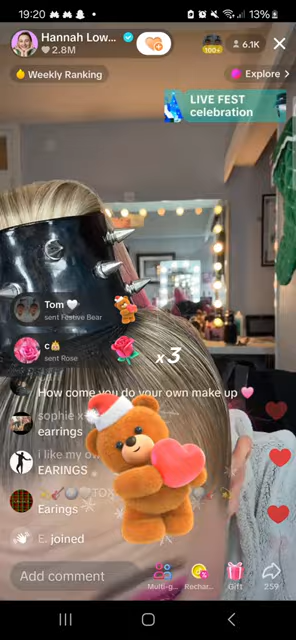 19:20
13%
Hannah Low...
2.8M
100+
6.1K
Weekly Ranking
Explore >
LIVE FEST
celebration
Tom 🤍
sent Festive Bear
c
sent Rose
x3
How come you do your own make up 🩷
sophie x
earrings
i like my o
EARINGS
Earings
E. joined
Add comment
Multi-g...
Rechar...
Gift
259